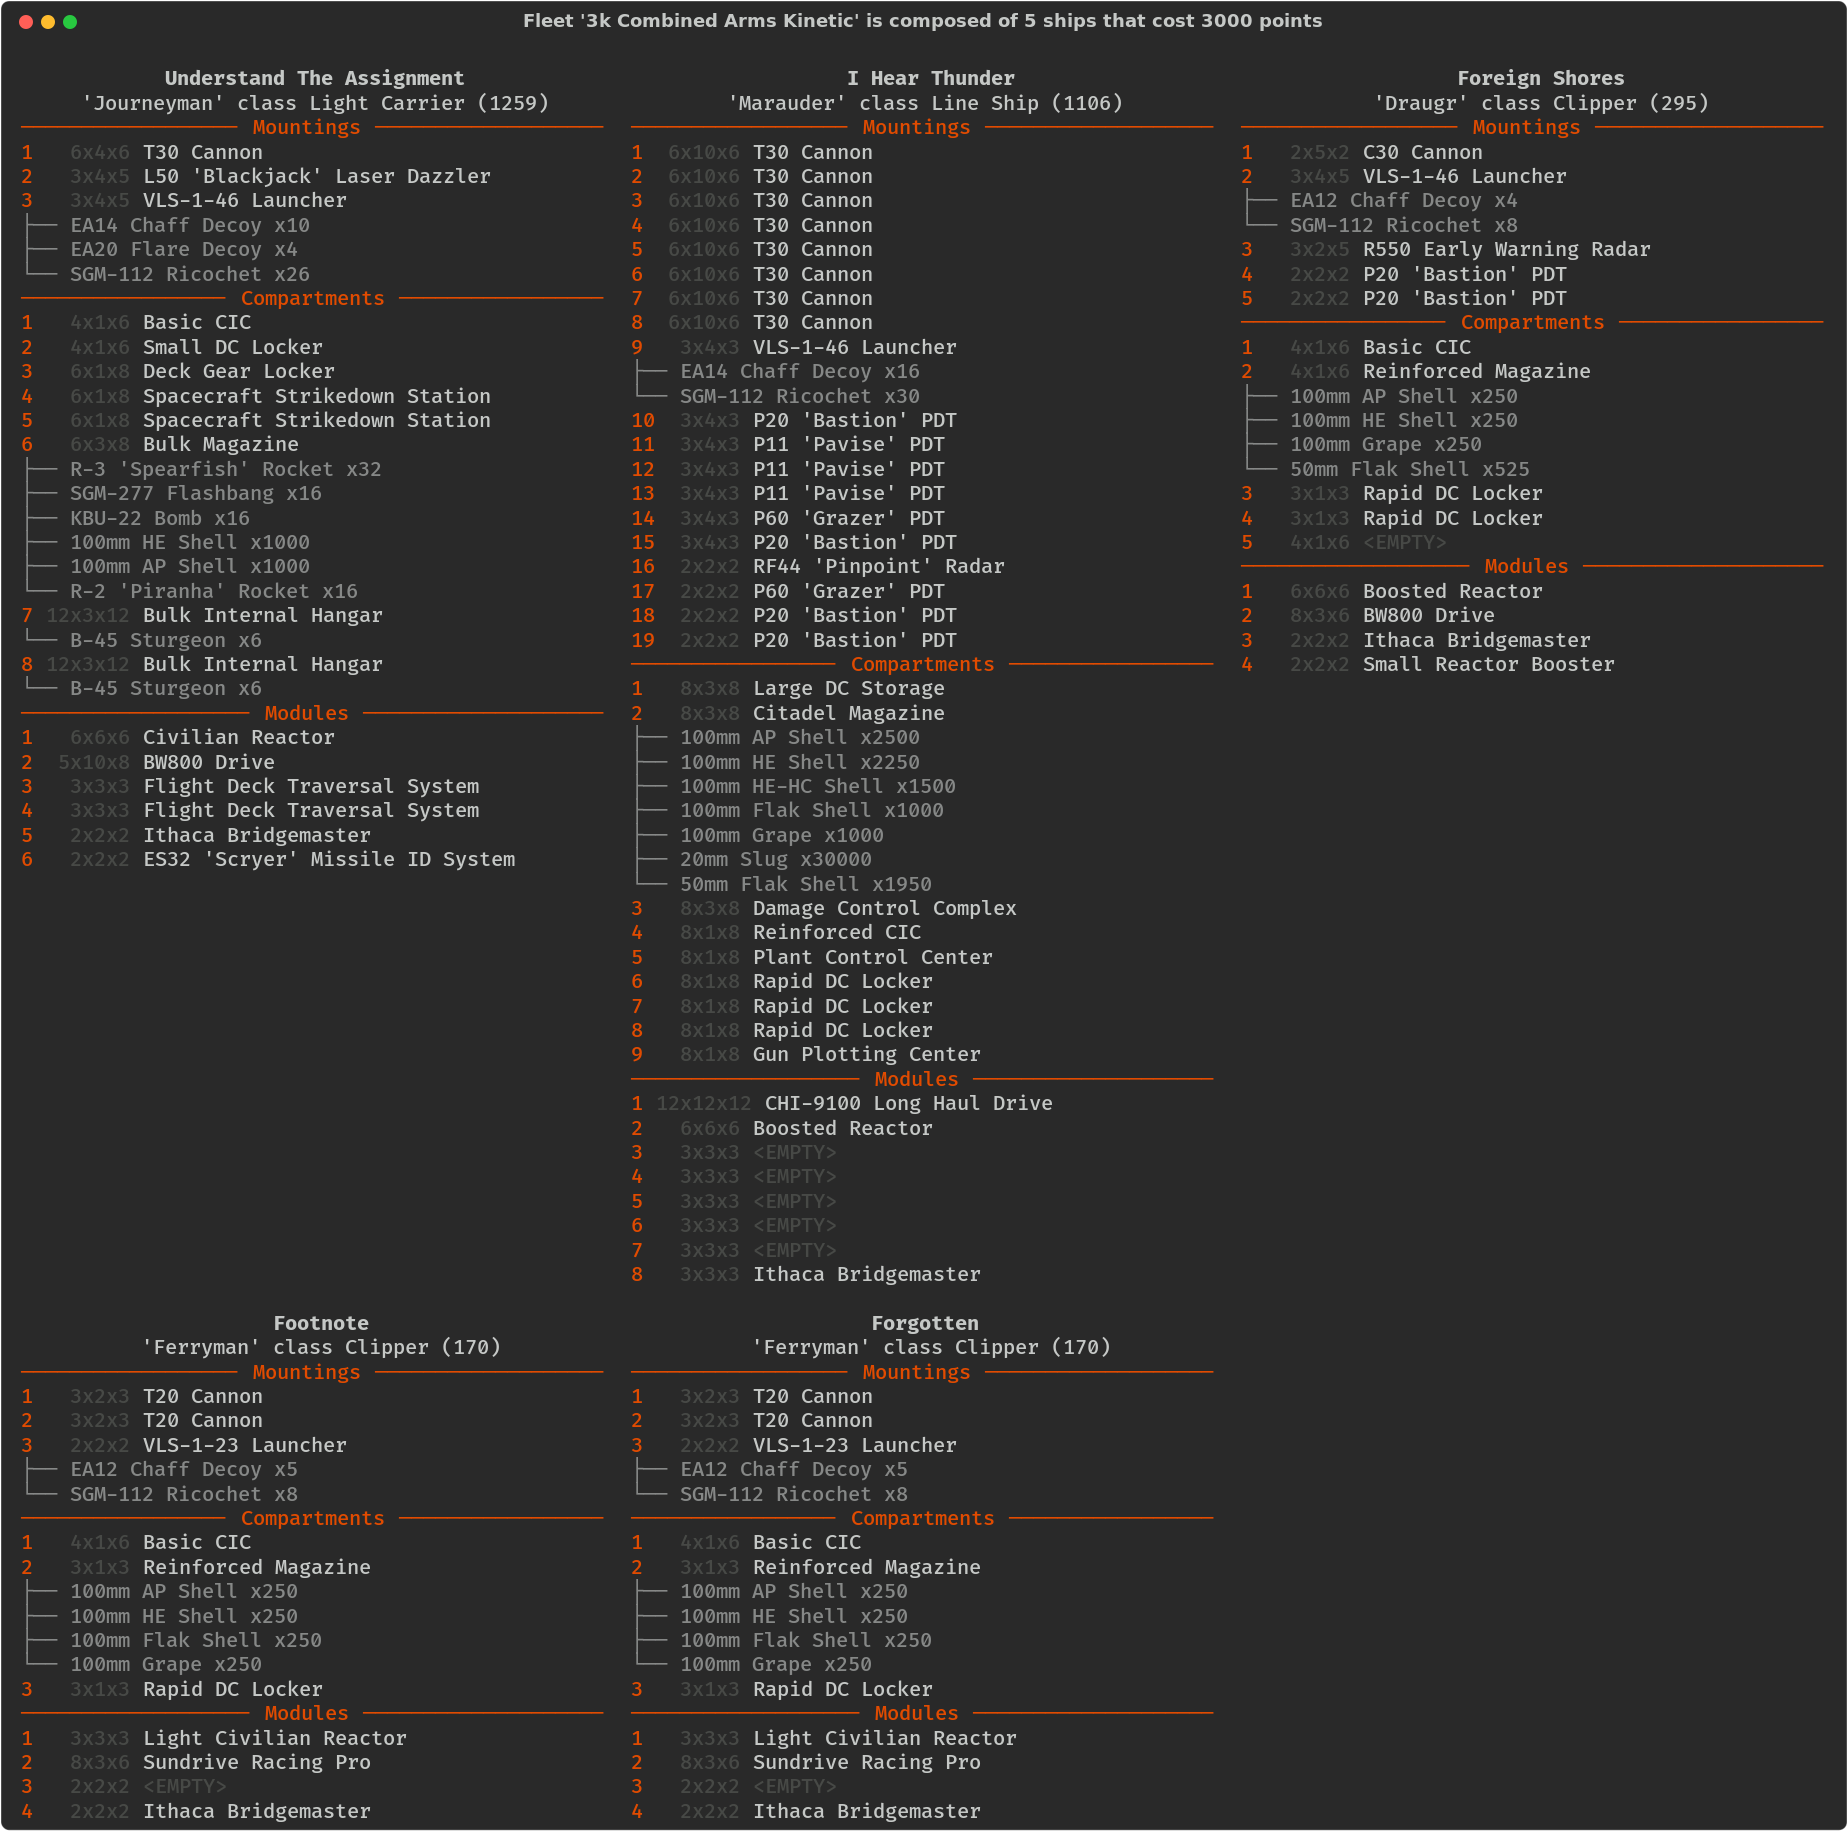 Fleet '3k Combined Arms Kinetic' is composed of 5 ships that cost 3000 points
Understand The Assignment
'Journeyman' class Light Carrier (1259)
Mountings
1 6x4x6 T30 Cannon
2 3x4x5 L50 'Blackjack' Laser Dazzler
3 3x4x5 VLS-1-46 Launcher
EA14 Chaff Decoy x10
EA20 Flare Decoy x4
SGM-112 Ricochet x26
Compartments
1 4x1x6 Basic CIC
2 4x1x6 Small DC Locker
3 6x1x8 Deck Gear Locker
4 6x1x8 Spacecraft Strikedown Station
5 6x1x8 Spacecraft Strikedown Station
6 6x3x8 Bulk Magazine
R-3 'Spearfish' Rocket x32
SGM-277 Flashbang x16
KBU-22 Bomb x16
100mm HE Shell x1000
100mm AP Shell x1000
R-2 'Piranha' Rocket x16
7 12x3x12 Bulk Internal Hangar
B-45 Sturgeon x6
8 12x3x12 Bulk Internal Hangar
B-45 Sturgeon x6
Modules
1 6x6x6 Civilian Reactor
2 5x10x8 BW800 Drive
3 3x3x3 Flight Deck Traversal System
4 3x3x3 Flight Deck Traversal System
5 2x2x2 Ithaca Bridgemaster
6 2x2x2 ES32 'Scryer' Missile ID System
I Hear Thunder
'Marauder' class Line Ship (1106)
Mountings
1 6x10x6 T30 Cannon
2 6x10x6 T30 Cannon
3 6x10x6 T30 Cannon
4 6x10x6 T30 Cannon
5 6x10x6 T30 Cannon
6 6x10x6 T30 Cannon
7 6x10x6 T30 Cannon
8 6x10x6 T30 Cannon
9 3x4x3 VLS-1-46 Launcher
EA14 Chaff Decoy x16
SGM-112 Ricochet x30
10 3x4x3 P20 'Bastion' PDT
11 3x4x3 P11 'Pavise' PDT
12 3x4x3 P11 'Pavise' PDT
13 3x4x3 P11 'Pavise' PDT
14 3x4x3 P60 'Grazer' PDT
15 3x4x3 P20 'Bastion' PDT
16 2x2x2 RF44 'Pinpoint' Radar
17 2x2x2 P60 'Grazer' PDT
18 2x2x2 P20 'Bastion' PDT
19 2x2x2 P20 'Bastion' PDT
Compartments
1 8x3x8 Large DC Storage
2 8x3x8 Citadel Magazine
100mm AP Shell x2500
100mm HE Shell x2250
100mm HE-HC Shell x1500
100mm Flak Shell x1000
100mm Grape x1000
20mm Slug x30000
50mm Flak Shell x1950
3 8x3x8 Damage Control Complex
4 8x1x8 Reinforced CIC
5 8x1x8 Plant Control Center
6 8x1x8 Rapid DC Locker
7 8x1x8 Rapid DC Locker
8 8x1x8 Rapid DC Locker
9 8x1x8 Gun Plotting Center
Modules
1 12x12x12 CHI-9100 Long Haul Drive
2 6x6x6 Boosted Reactor
3 3x3x3 <EMPTY>
4 3x3x3 <EMPTY>
5 3x3x3 <EMPTY>
6 3x3x3 <EMPTY>
7 3x3x3 <EMPTY>
8 3x3x3 Ithaca Bridgemaster
Foreign Shores
'Draugr' class Clipper (295)
Mountings
1 2x5x2 C30 Cannon
2 3x4x5 VLS-1-46 Launcher
EA12 Chaff Decoy x4
SGM-112 Ricochet x8
3 3x2x5 R550 Early Warning Radar
4 2x2x2 P20 'Bastion' PDT
5 2x2x2 P20 'Bastion' PDT
Compartments
1 4x1x6 Basic CIC
2 4x1x6 Reinforced Magazine
100mm AP Shell x250
100mm HE Shell x250
100mm Grape x250
50mm Flak Shell x525
3 3x1x3 Rapid DC Locker
4 3x1x3 Rapid DC Locker
5 4x1x6 <EMPTY>
Modules
1 6x6x6 Boosted Reactor
2 8x3x6 BW800 Drive
3 2x2x2 Ithaca Bridgemaster
4 2x2x2 Small Reactor Booster
Footnote
'Ferryman' class Clipper (170)
Mountings
1 3x2x3 T20 Cannon
2 3x2x3 T20 Cannon
3 2x2x2 VLS-1-23 Launcher
EA12 Chaff Decoy x5
SGM-112 Ricochet x8
Compartments
1 4x1x6 Basic CIC
2 3x1x3 Reinforced Magazine
100mm AP Shell x250
100mm HE Shell x250
100mm Flak Shell x250
100mm Grape x250
3 3x1x3 Rapid DC Locker
Modules
1 3x3x3 Light Civilian Reactor
2 8x3x6 Sundrive Racing Pro
3 2x2x2 <EMPTY>
4 2x2x2 Ithaca Bridgemaster
Forgotten
'Ferryman' class Clipper (170)
Mountings
1 3x2x3 T20 Cannon
2 3x2x3 T20 Cannon
3 2x2x2 VLS-1-23 Launcher
EA12 Chaff Decoy x5
SGM-112 Ricochet x8
Compartments
1 4x1x6 Basic CIC
2 3x1x3 Reinforced Magazine
100mm AP Shell x250
100mm HE Shell x250
100mm Flak Shell x250
100mm Grape x250
3 3x1x3 Rapid DC Locker
Modules
1 3x3x3 Light Civilian Reactor
2 8x3x6 Sundrive Racing Pro
3 2x2x2 <EMPTY>
4 2x2x2 Ithaca Bridgemaster